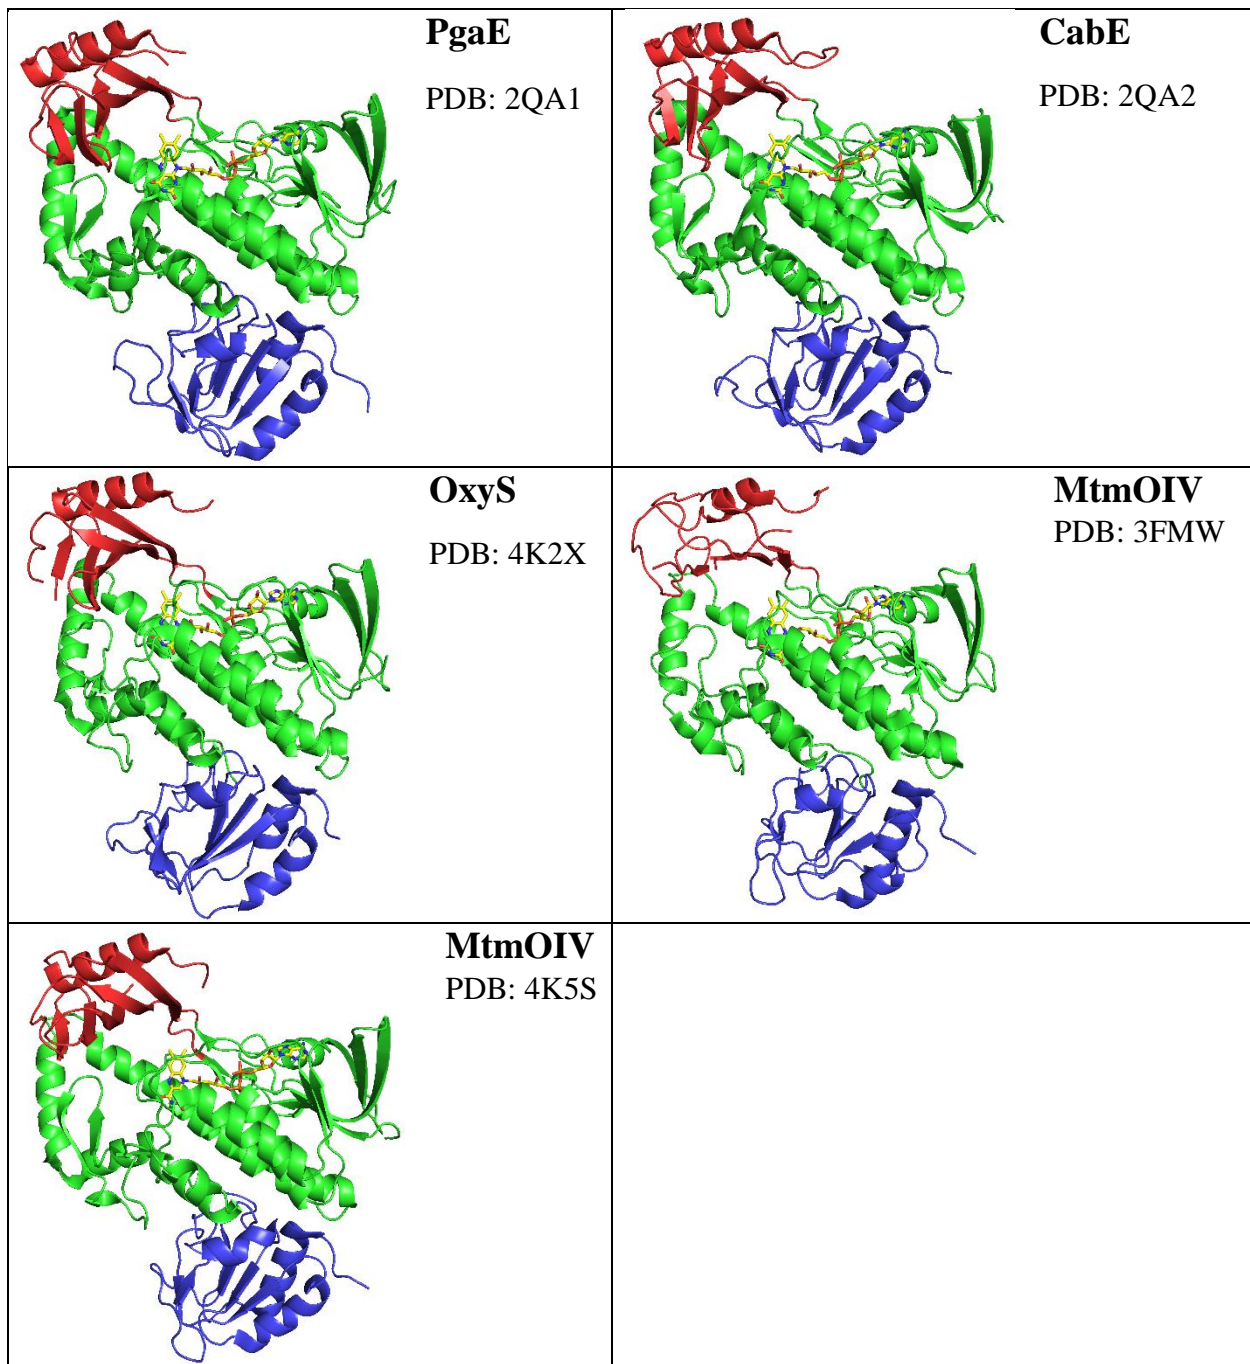 PgaE
PDB: 2QA1
CabE
PDB: 2QA2
OxyS
PDB: 4K2X
MtmOIV
PDB: 3FMW
MtmOIV
PDB: 4K5S